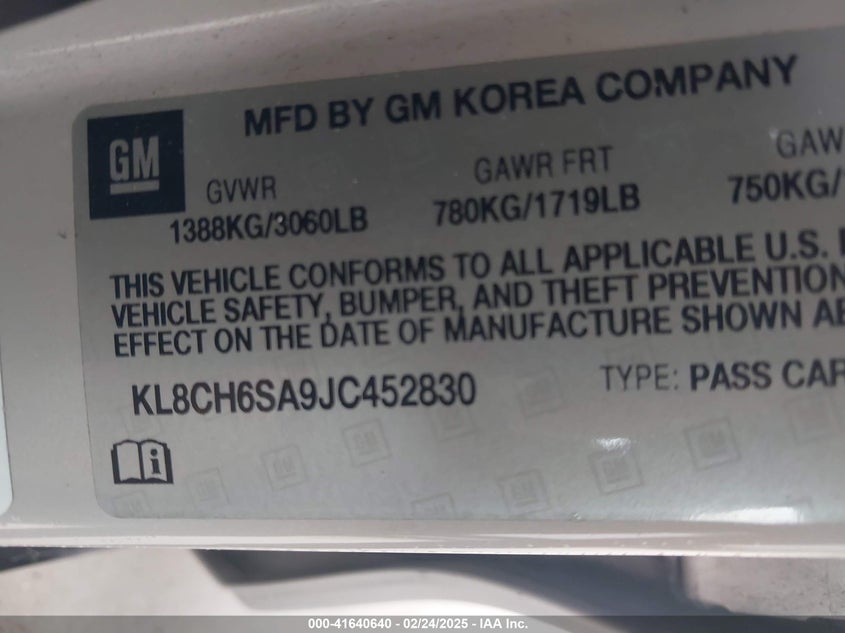 MFD BY GM KOREA COMPANY
GM
GVWR GAWR FRT GAW
1388KG/3060LB 780KG/1719LB 750KG/
THIS VEHICLE CONFORMS TO ALL APPLICABLE U.S.
VEHICLE SAFETY, BUMPER, AND THEFT PREVENTION
EFFECT ON THE DATE OF MANUFACTURE SHOWN AB
KL8CH6SA9JC452830 TYPE: PASS CAR
000-41640640 - 02/24/2025 - IAA Inc.